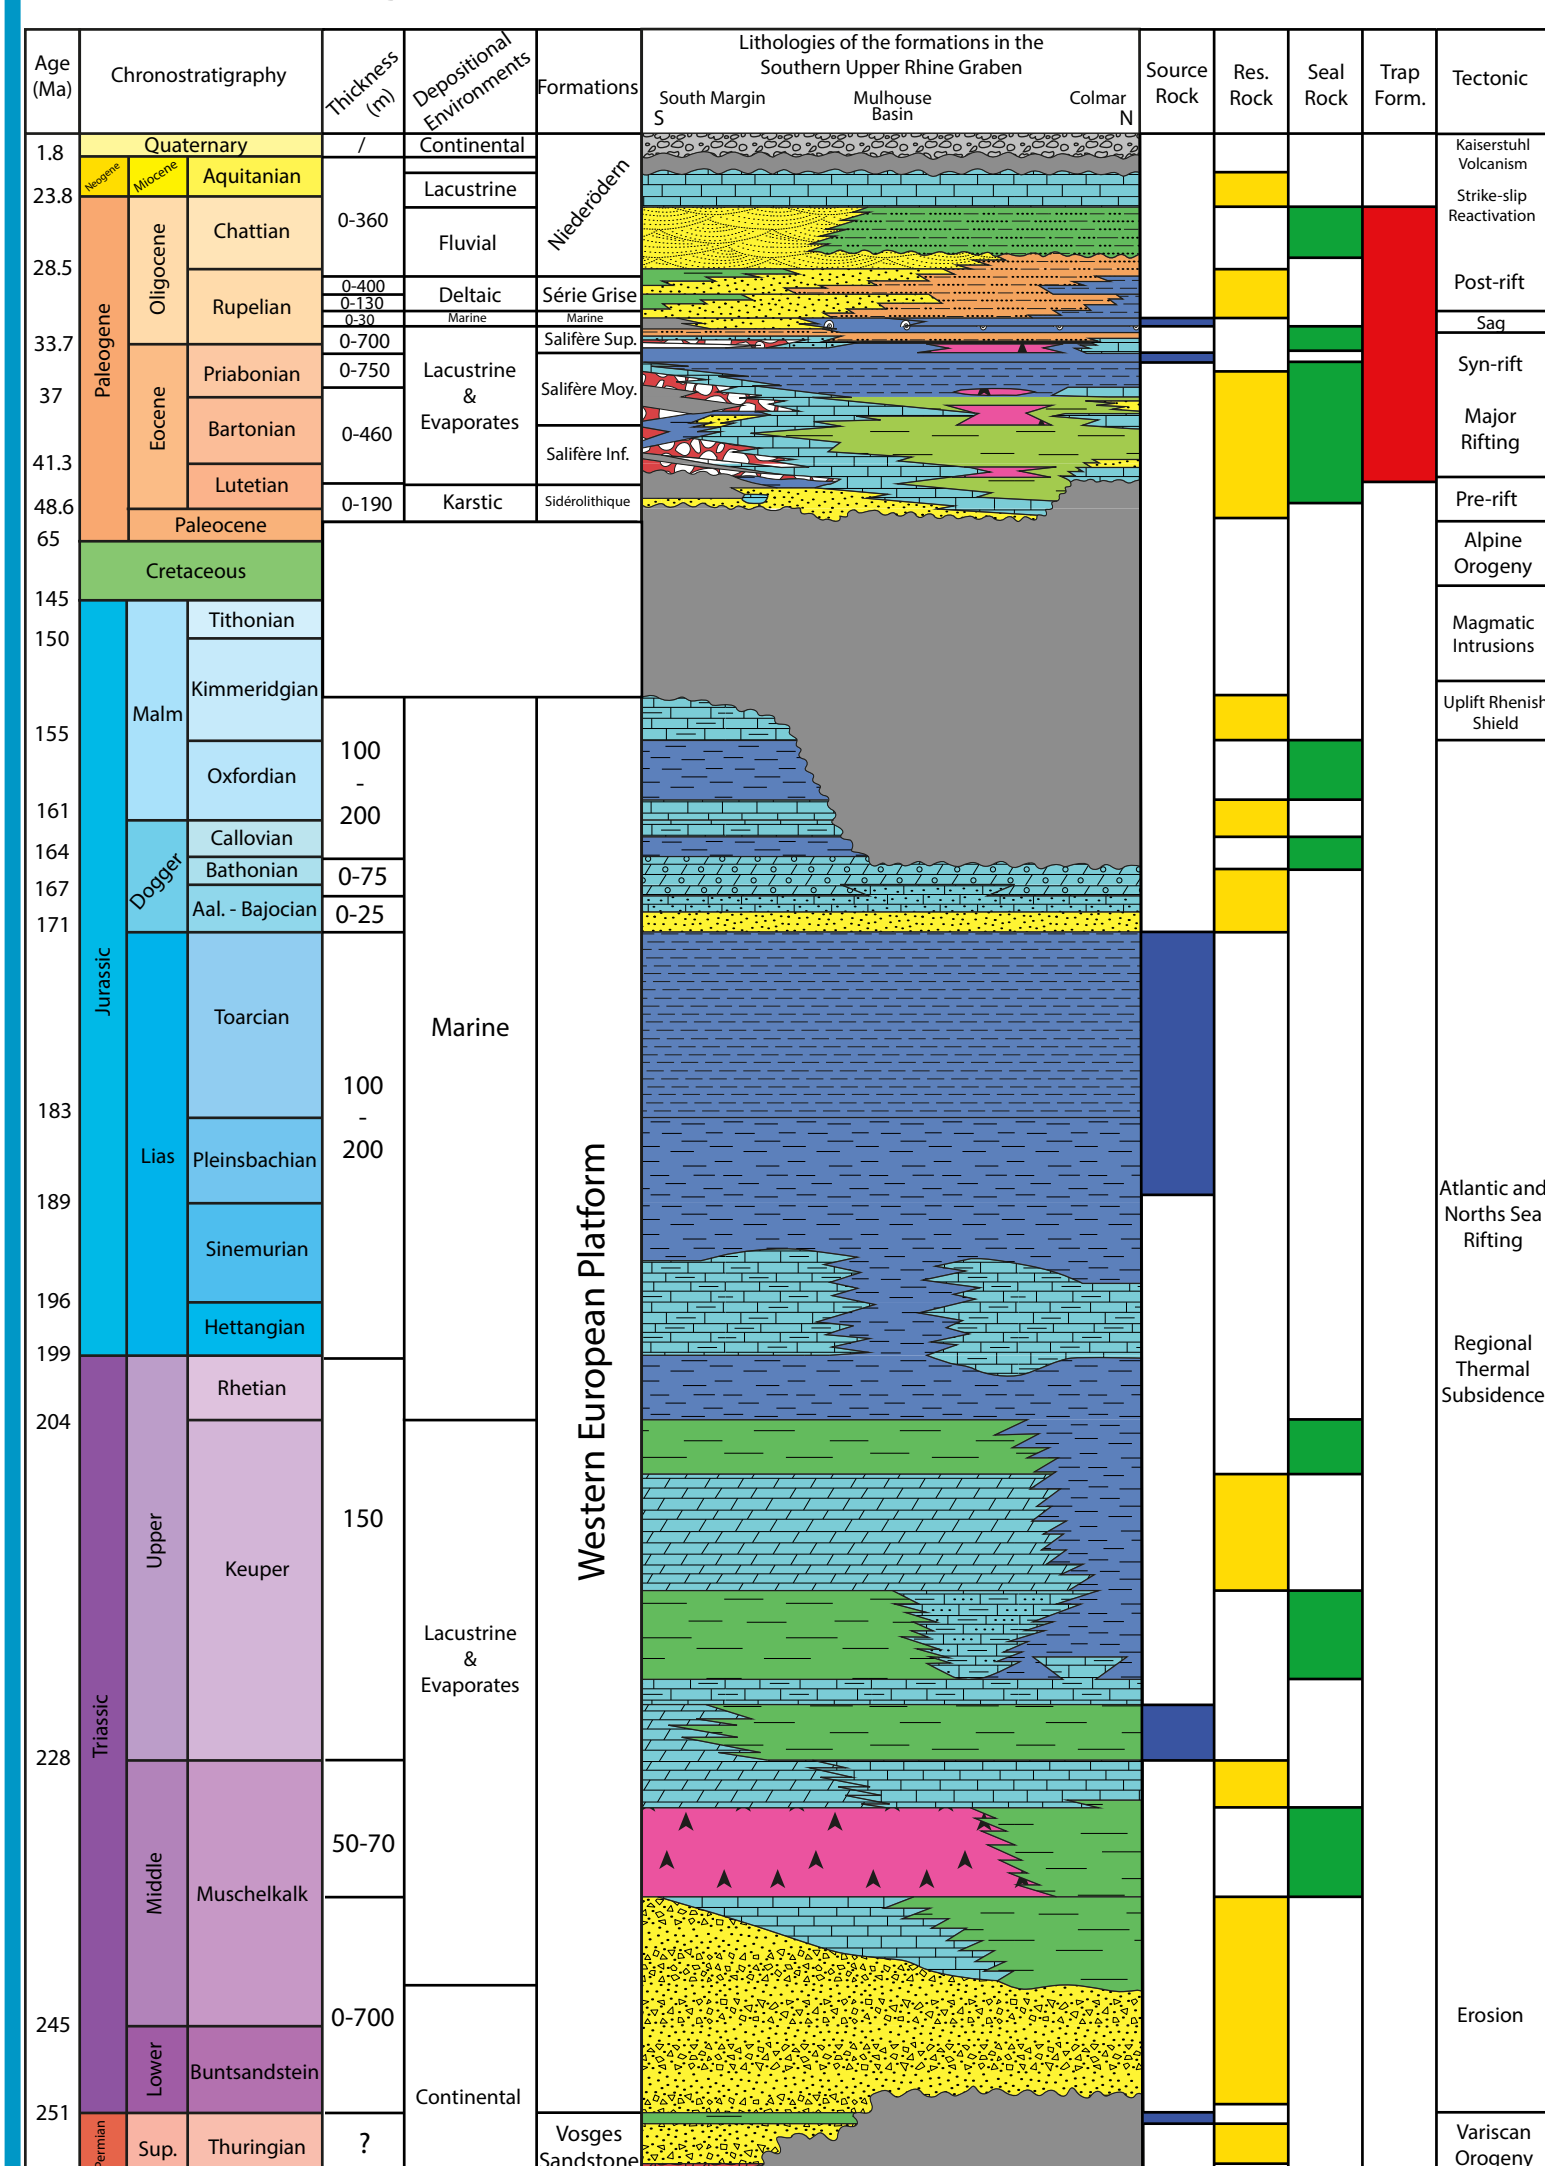 Age
(Ma)
Chronostratigraphy
Thickness
(m)
Depositional
Environments
Formations
Lithologies of the formations in the
Southern Upper Rhine Graben
South Margin
Mulhouse
Basin
Colmar
S
N
Source
Rock
Res.
Rock
Seal
Rock
Trap
Form.
Tectonic
1.8
23.8
28.5
33.7
37
41.3
48.6
65
145
150
155
161
164
167
171
183
189
196
199
204
228
245
251
Quaternary
Neogene
Miocene
Aquitanian
Paleogene
Oligocene
Chattian
Rupelian
Eocene
Priabonian
Bartonian
Lutetian
Paleocene
Cretaceous
Jurassic
Malm
Tithonian
Kimmeridgian
Oxfordian
Dogger
Callovian
Bathonian
Aal. - Bajocian
Lias
Toarcian
Pleinsbachian
Sinemurian
Hettangian
Triassic
Upper
Rhetian
Keuper
Middle
Muschelkalk
Lower
Buntsandstein
Permian
Sup.
Thuringian
/
0-360
0-400
0-130
0-30
0-700
0-750
0-460
0-190
100
-
200
0-75
0-25
100
-
200
150
50-70
0-700
?
Continental
Lacustrine
Fluvial
Deltaic
Marine
Lacustrine
&
Evaporates
Karstic
Marine
Lacustrine
&
Evaporates
Continental
Niederödern
Série Grise
Marine
Salifère Sup.
Salifère Moy.
Salifère Inf.
Sidérolithique
Western European Platform
Vosges
Sandstone
Kaiserstuhl
Volcanism
Strike-slip
Reactivation
Post-rift
Sag
Syn-rift
Major
Rifting
Pre-rift
Alpine
Orogeny
Magmatic
Intrusions
Uplift Rhenish
Shield
Atlantic and
Norths Sea
Rifting
Regional
Thermal
Subsidence
Erosion
Variscan
Orogeny